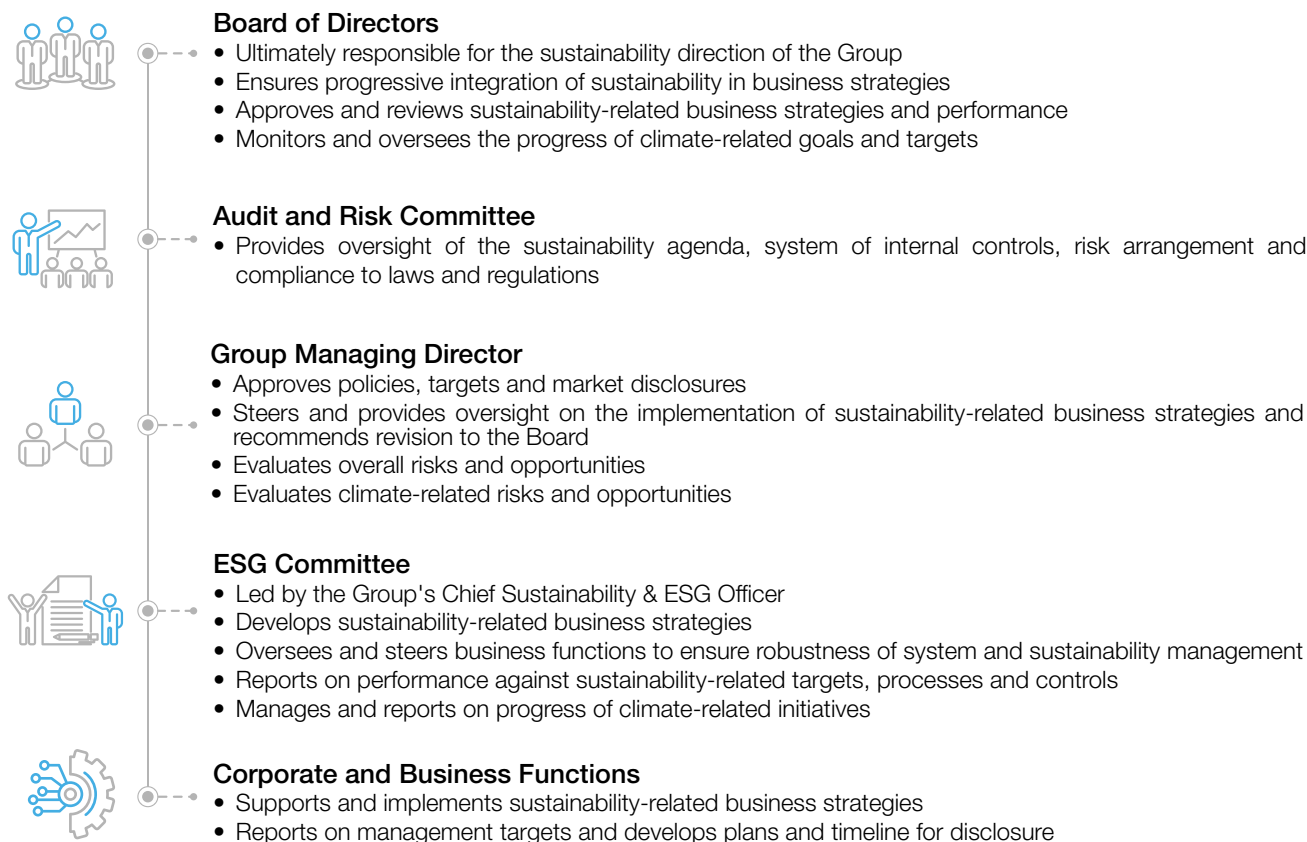 Board of Directors
• Ultimately responsible for the sustainability direction of the Group
• Ensures progressive integration of sustainability in business strategies
• Approves and reviews sustainability-related business strategies and performance
• Monitors and oversees the progress of climate-related goals and targets
Audit and Risk Committee
• Provides oversight of the sustainability agenda, system of internal controls, risk arrangement and
compliance to laws and regulations
Group Managing Director
• Approves policies, targets and market disclosures
• Steers and provides oversight on the implementation of sustainability-related business strategies and
recommends revision to the Board
• Evaluates overall risks and opportunities
• Evaluates climate-related risks and opportunities
ESG Committee
• Led by the Group's Chief Sustainability & ESG Officer
• Develops sustainability-related business strategies
• Oversees and steers business functions to ensure robustness of system and sustainability management
• Reports on performance against sustainability-related targets, processes and controls
• Manages and reports on progress of climate-related initiatives
Corporate and Business Functions
• Supports and implements sustainability-related business strategies
• Reports on management targets and develops plans and timeline for disclosure